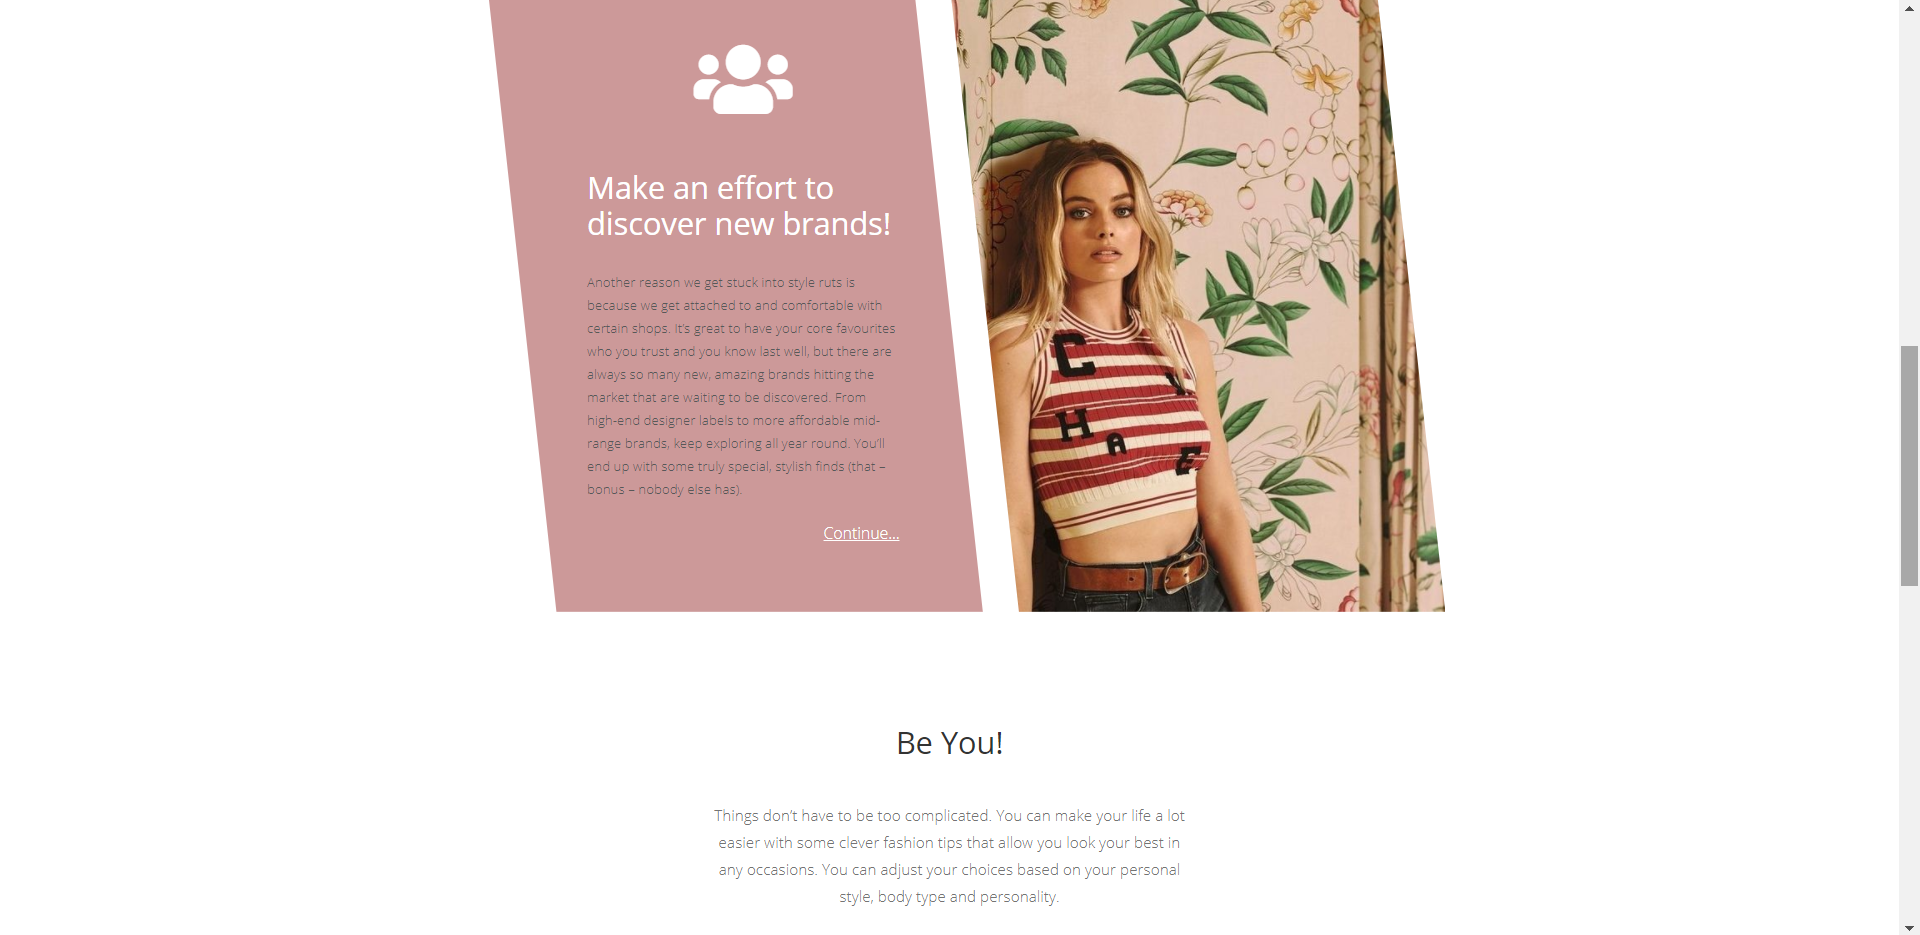 Make an effort to
discover new brands!
Another reason we get stuck into style ruts is
because we get attached to and comfortable with
certain shops. It's great to have your core favourites
who you trust and you know last well, but there are
always so many new, amazing brands hitting the
market that are waiting to be discovered. From
high-end designer labels to more affordable mid-
range brands, keep exploring all year round. You'll
end up with some truly special, stylish finds (that –
bonus – nobody else has).
Continue...
C
H
A
E
Be You!
Things don't have to be too complicated. You can make your life a lot
easier with some clever fashion tips that allow you look your best in
any occasions. You can adjust your choices based on your personal
style, body type and personality.